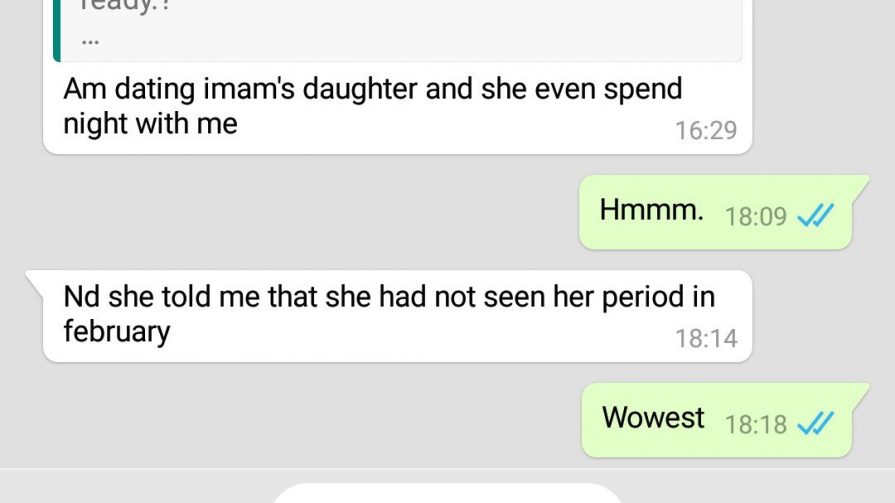 ready.?
...
Am dating imam's daughter and she even spend
night with me
16:29
Hmmm. 18:09
Nd she told me that she had not seen her period in
february
18:14
Wowest 18:18